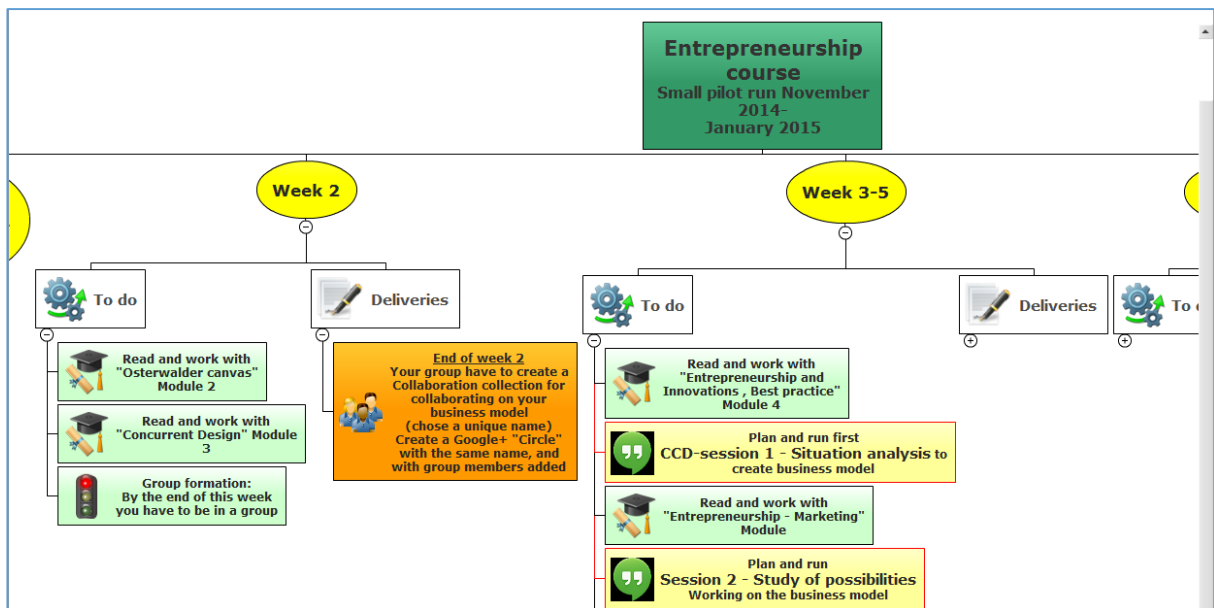 Entrepreneurship
course
Small pilot run November
2014-
January 2015
Week 2
Week 3-5
To do
Deliveries
Read and work with
"Osterwalder canvas"
Module 2
Read and work with
"Concurrent Design" Module
3
Group formation:
By the end of this week
you have to be in a group
End of week 2
Your group have to create a
Collaboration collection for
collaborating on your
business model
(chose a unique name)
Create a Google+ "Circle"
with the same name, and
with group members added
To do
Deliveries
To
Read and work with
"Entrepreneurship and
Innovations , Best practice"
Module 4
Plan and run first
CCD-session 1 - Situation analysis to
create business model
Read and work with
"Entrepreneurship - Marketing"
Module
Plan and run
Session 2 - Study of possibilities
Working on the business model